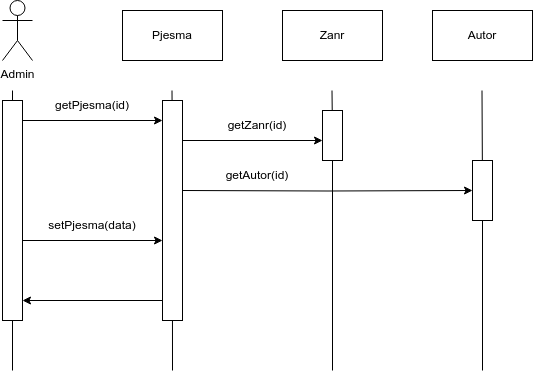 Admin
Pjesma
Zanr
Autor
getPjesma(id)
getZanr(id)
getAutor(id)
setPjesma(data)